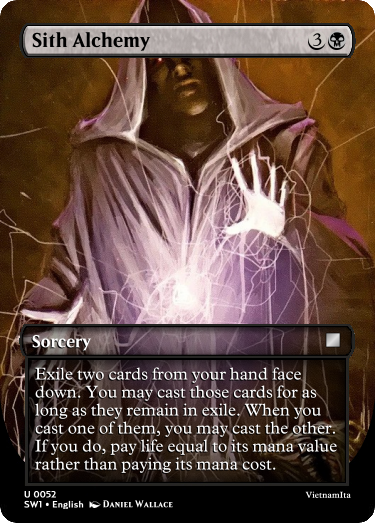 Sith Alchemy 3
Sorcery
Exile two cards from your hand face
down. You may cast those cards for as
long as they remain in exile. When you
cast one of them, you may cast the other.
If you do, pay life equal to its mana value
rather than paying its mana cost.
U 0052
SW1 • English DANIEL WALLACE
VietnamIta